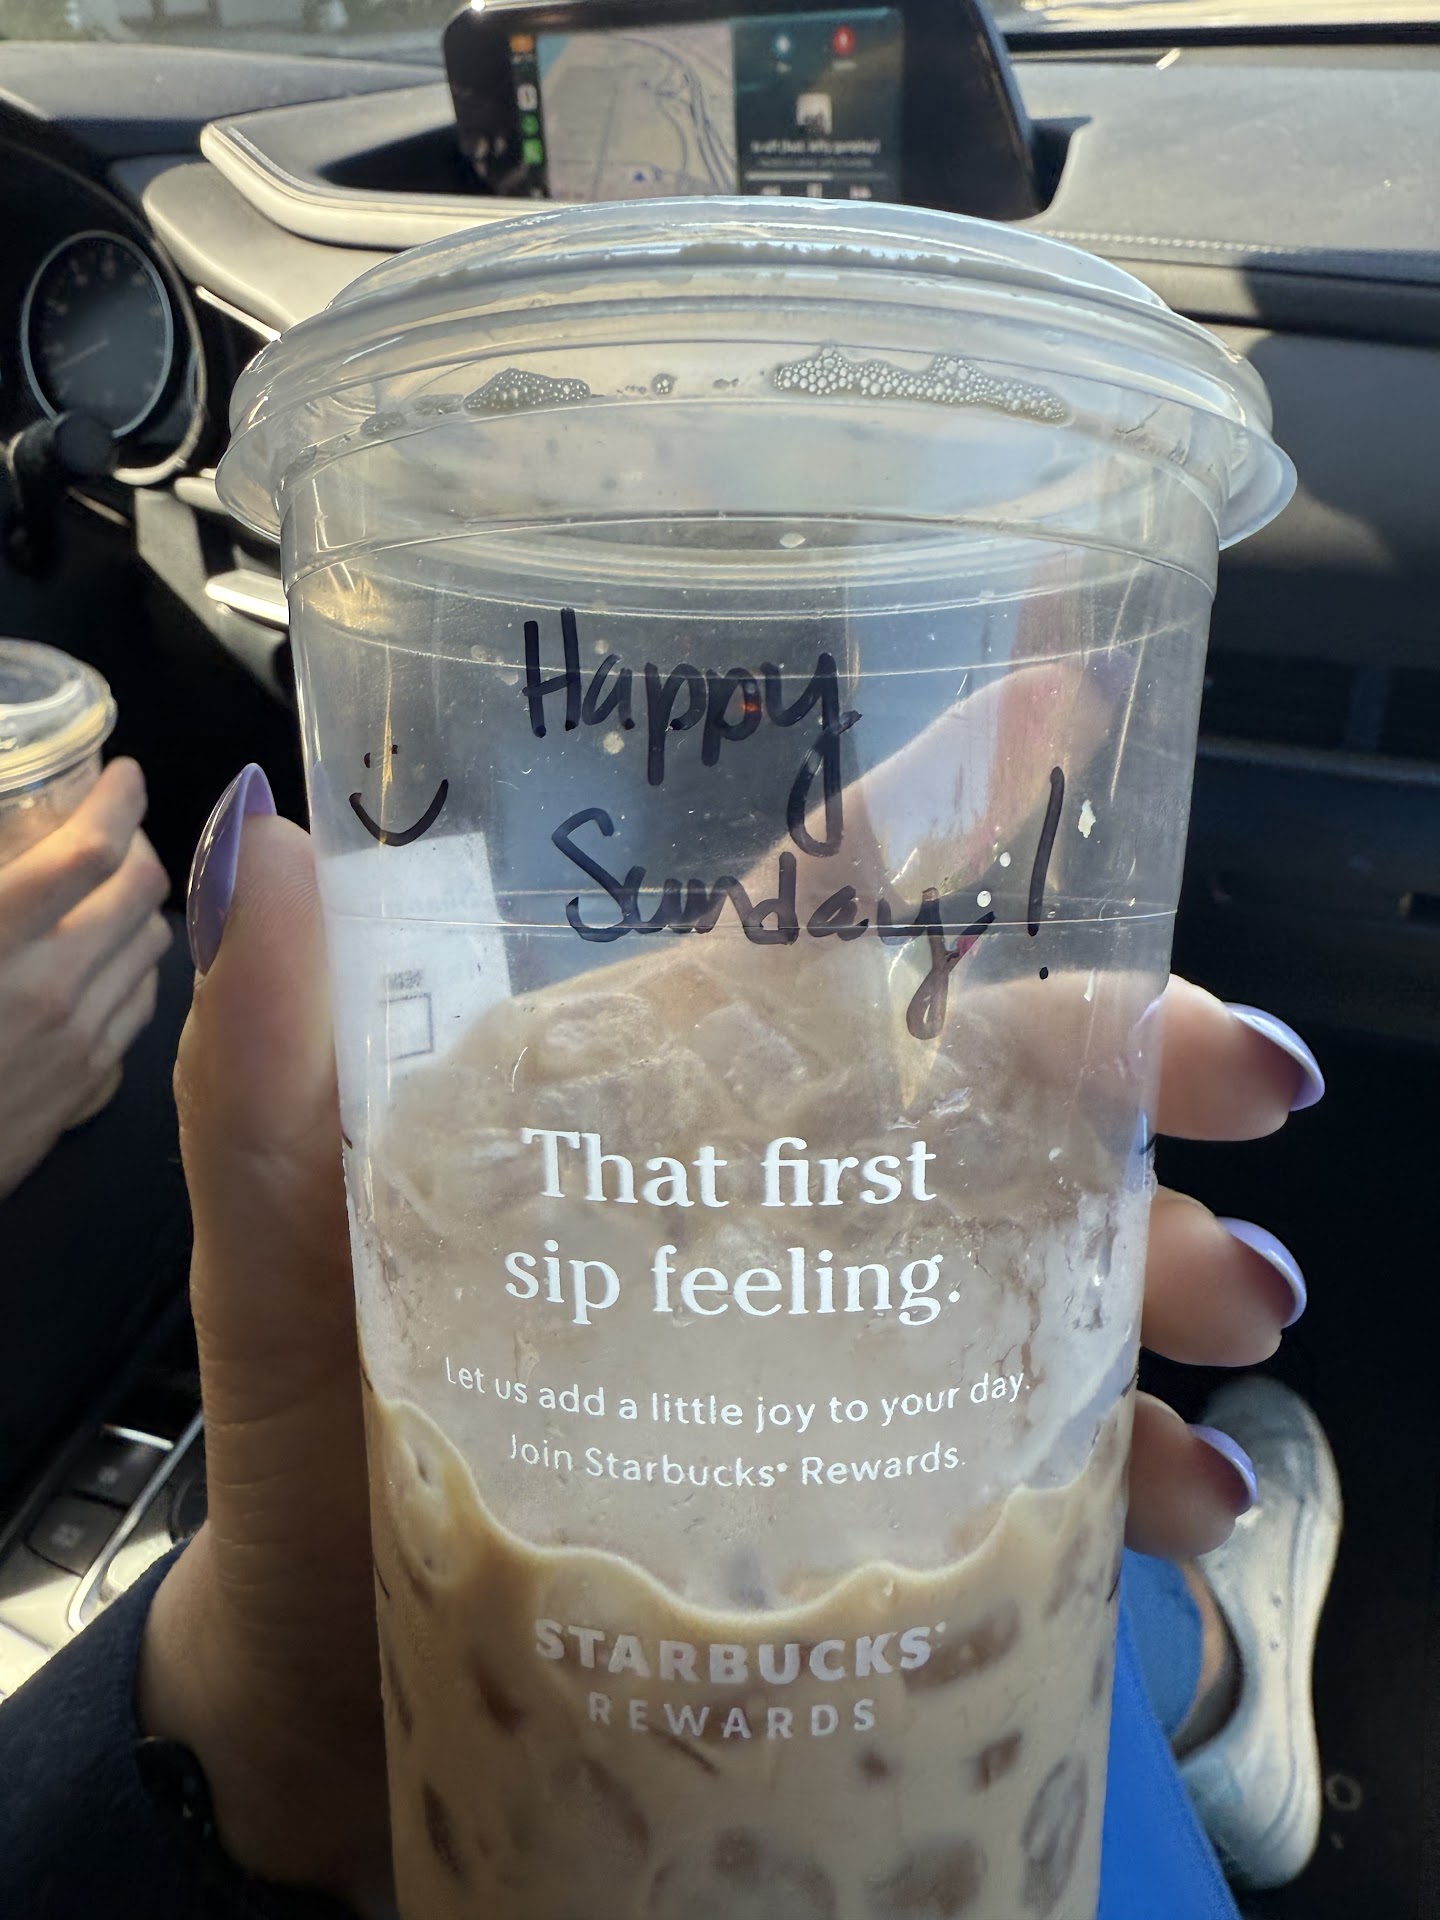 Happy
Sunday!
That first
sip feeling.
Let us add a little joy to your day.
Join Starbucks® Rewards.
STARBUCKS®
REWARDS